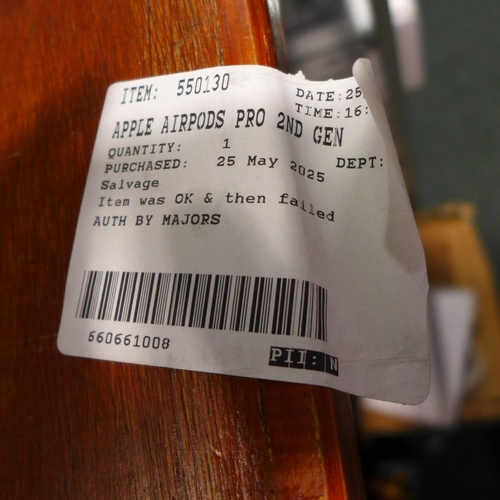 ITEM: 550130 DATE:25
TIME:16:
APPLE AIRPODS PRO 2ND GEN
QUANTITY: 1
PURCHASED: 25 May 2025 DEPT:
Salvage
Item was OK & then failed
AUTH BY MAJORS
660661008
PII: N